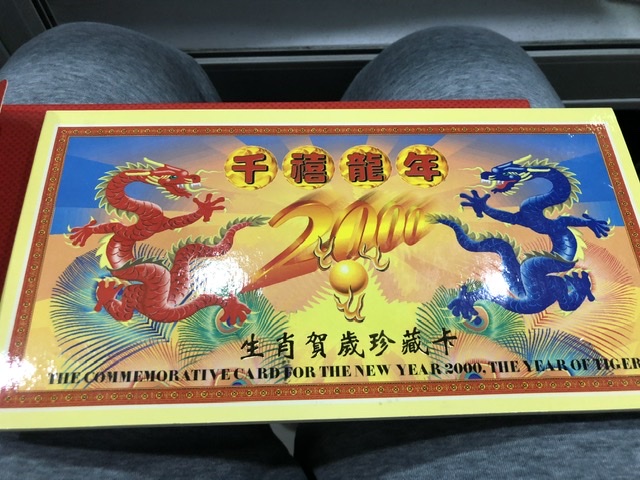 千禧龍年
2000
生肖賀歲珍藏卡
THE COMMEMORATIVE CARD FOR THE NEW YEAR 2000, THE YEAR OF TIGER